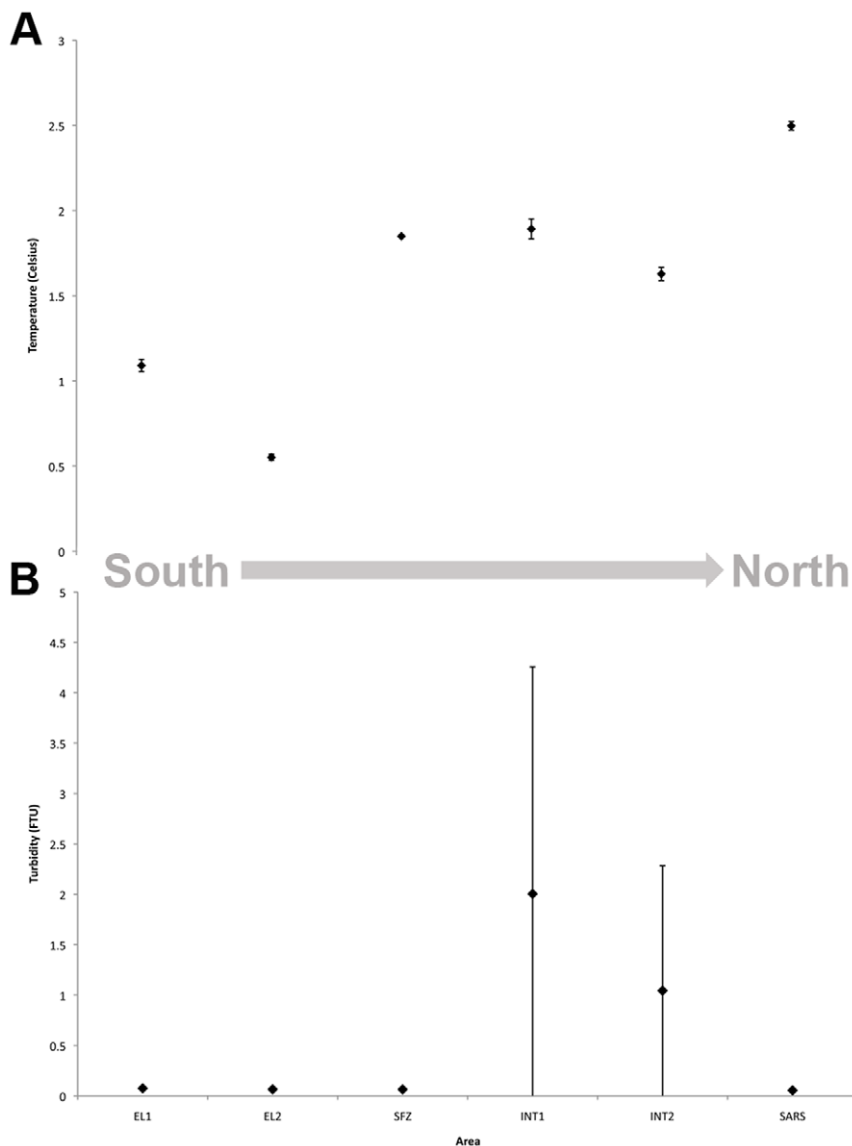 A
3
2.5
2
1.5
1
0.5
0
Temperature (Celsius)
South North
B
5
4.5
4
3.5
3
2.5
2
1.5
1
0.5
0
Turbidity (FTU)
EL1 EL2 SFZ INT1 INT2 SARS
Area